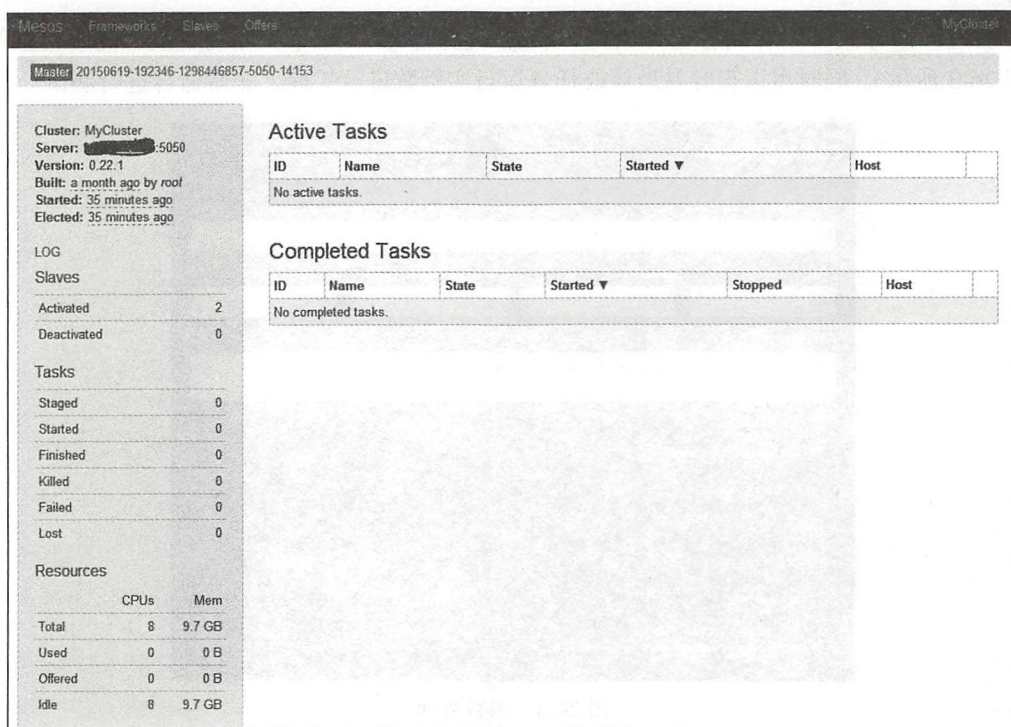 Mesos Frameworks Slaves Offers MyCluster
Master 20150619-192346-1298446857-5050-14153
Cluster: MyCluster
Server: :5050
Version: 0.22.1
Built: a month ago by root
Started: 35 minutes ago
Elected: 35 minutes ago
LOG
Slaves
Activated 2
Deactivated 0
Tasks
Staged 0
Started 0
Finished 0
Killed 0
Failed 0
Lost 0
Resources
CPUs Mem
Total 8 9.7 GB
Used 0 0 B
Offered 0 0 B
Idle 8 9.7 GB
Active Tasks
ID Name State Started ▼ Host
No active tasks.
Completed Tasks
ID Name State Started ▼ Stopped Host
No completed tasks.